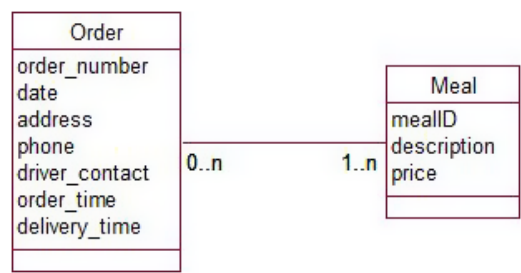 Order
order_number
date
address
phone
driver_contact
order_time
delivery_time
0..n
1..n
Meal
mealID
description
price